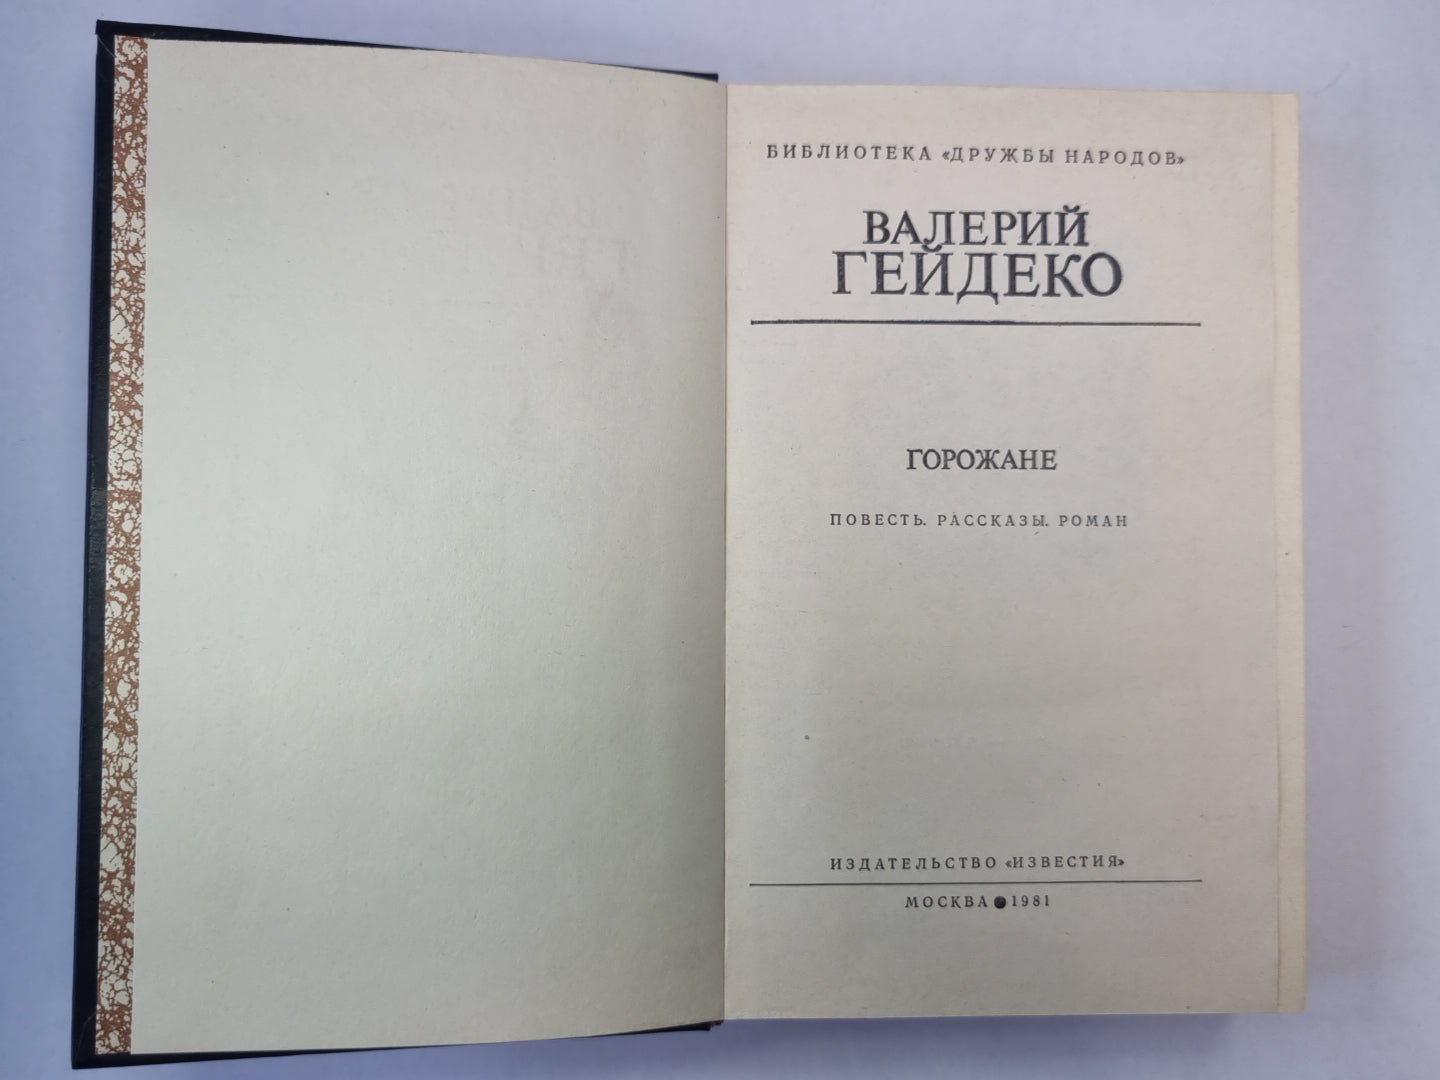 БИБЛИОТЕКА «ДРУЖБЫ НАРОДОВ»
ВАЛЕРИЙ
ГЕЙДЕКО
ГОРОЖАНЕ
ПОВЕСТЬ. РАССКАЗЫ. РОМАН
ИЗДАТЕЛЬСТВО «ИЗВЕСТИЯ»
МОСКВА ● 1981